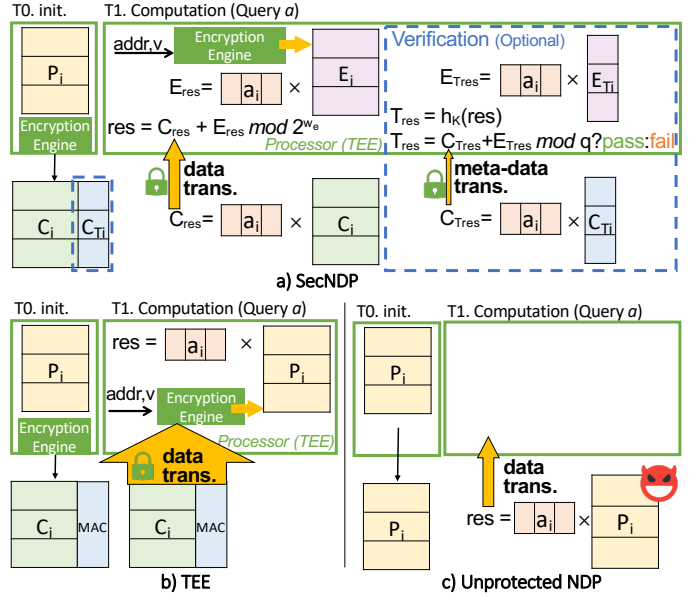 T0. init.
T1. Computation (Query a)
P_i
Encryption
Engine
addr,v
Encryption
Engine
E_res= a_i × E_i
res = C_res + E_res mod 2^{w_e}
Processor (TEE)
Verification (Optional)
E_Tres= a_i × E_Ti
T_res = h_K(res)
T_res = C_Tres+E_Tres mod q?pass:fail
data
trans.
meta-data
trans.
C_i C_Ti
C_res= a_i × C_i
C_Tres= a_i × C_Ti
a) SecNDP
T0. init.
T1. Computation (Query a)
P_i
Encryption
Engine
res = a_i × P_i
addr,v
Encryption
Engine
Processor (TEE)
data
trans.
C_i MAC
C_i MAC
b) TEE
T0. init.
T1. Computation (Query a)
P_i
data
trans.
P_i
res = a_i × P_i
c) Unprotected NDP